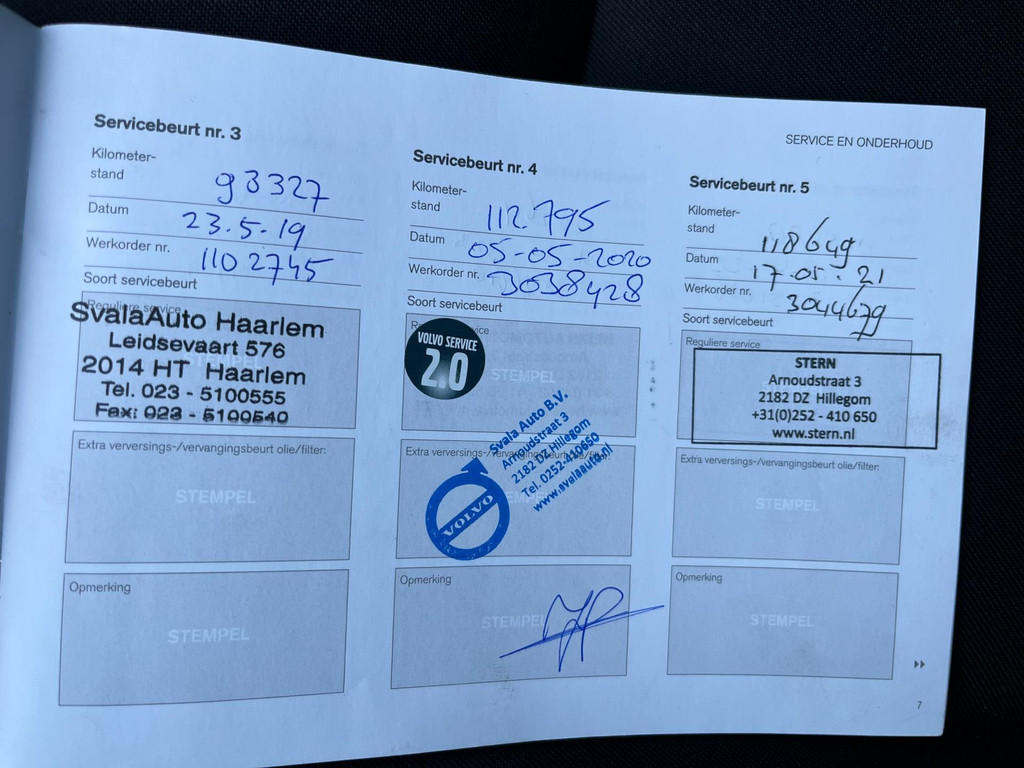 SERVICE EN ONDERHOUD
Servicebeurt nr. 3
Kilometer-
stand 93327
Datum 23.5.19
Werkorder nr. 1102745
Soort servicebeurt
Reguliere service
SvalaAuto Haarlem
Leidsevaart 576
2014 HT Haarlem
Tel. 023 - 5100555
Fax: 023 - 5100540
Extra verversings-/vervangingsbeurt olie/filter:
STEMPEL
Opmerking
STEMPEL
Servicebeurt nr. 4
Kilometer-
stand 112.795
Datum 05-05-2020
Werkorder nr. 3038428
Soort servicebeurt
VOLVO SERVICE
2.0
STEMPEL
Extra verversings-/vervangingsbeurt olie/filter:
Svala Auto B.V.
Arnoudstraat 3
2182 DZ Hillegom
Tel. 0252-410650
www.svalaauto.nl
VOLVO
Opmerking
STEMPEL
Servicebeurt nr. 5
Kilometer-
stand 118649
Datum 17-05-21
Werkorder nr. 3044679
Soort servicebeurt
Reguliere service
STERN
Arnoudstraat 3
2182 DZ Hillegom
+31(0)252 - 410 650
www.stern.nl
Extra verversings-/vervangingsbeurt olie/filter:
STEMPEL
Opmerking
STEMPEL
7